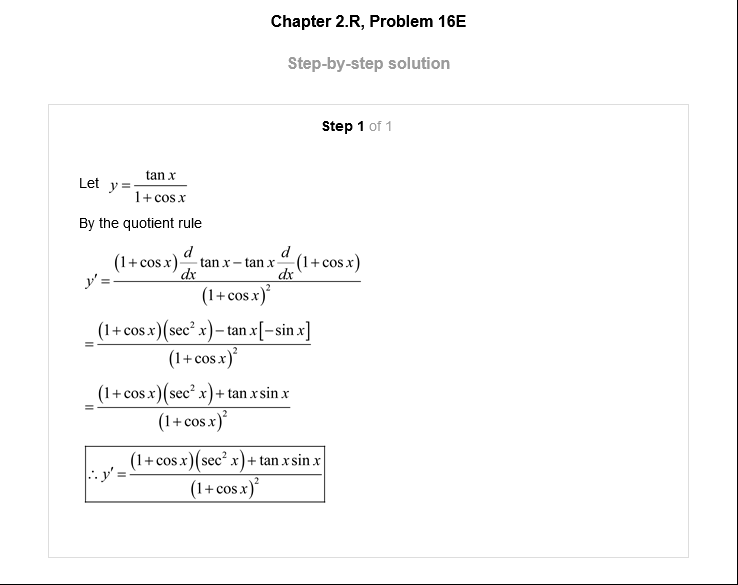 Chapter 2.R, Problem 16E
Step-by-step solution
Step 1 of 1
Let y = \frac{\tan x}{1+\cos x}
By the quotient rule
y' = \frac{(1+\cos x)\frac{d}{dx}\tan x - \tan x\frac{d}{dx}(1+\cos x)}{(1+\cos x)^2}
= \frac{(1+\cos x)(\sec^2 x) - \tan x[-\sin x]}{(1+\cos x)^2}
= \frac{(1+\cos x)(\sec^2 x) + \tan x \sin x}{(1+\cos x)^2}
∴ y' = \frac{(1+\cos x)(\sec^2 x) + \tan x \sin x}{(1+\cos x)^2}